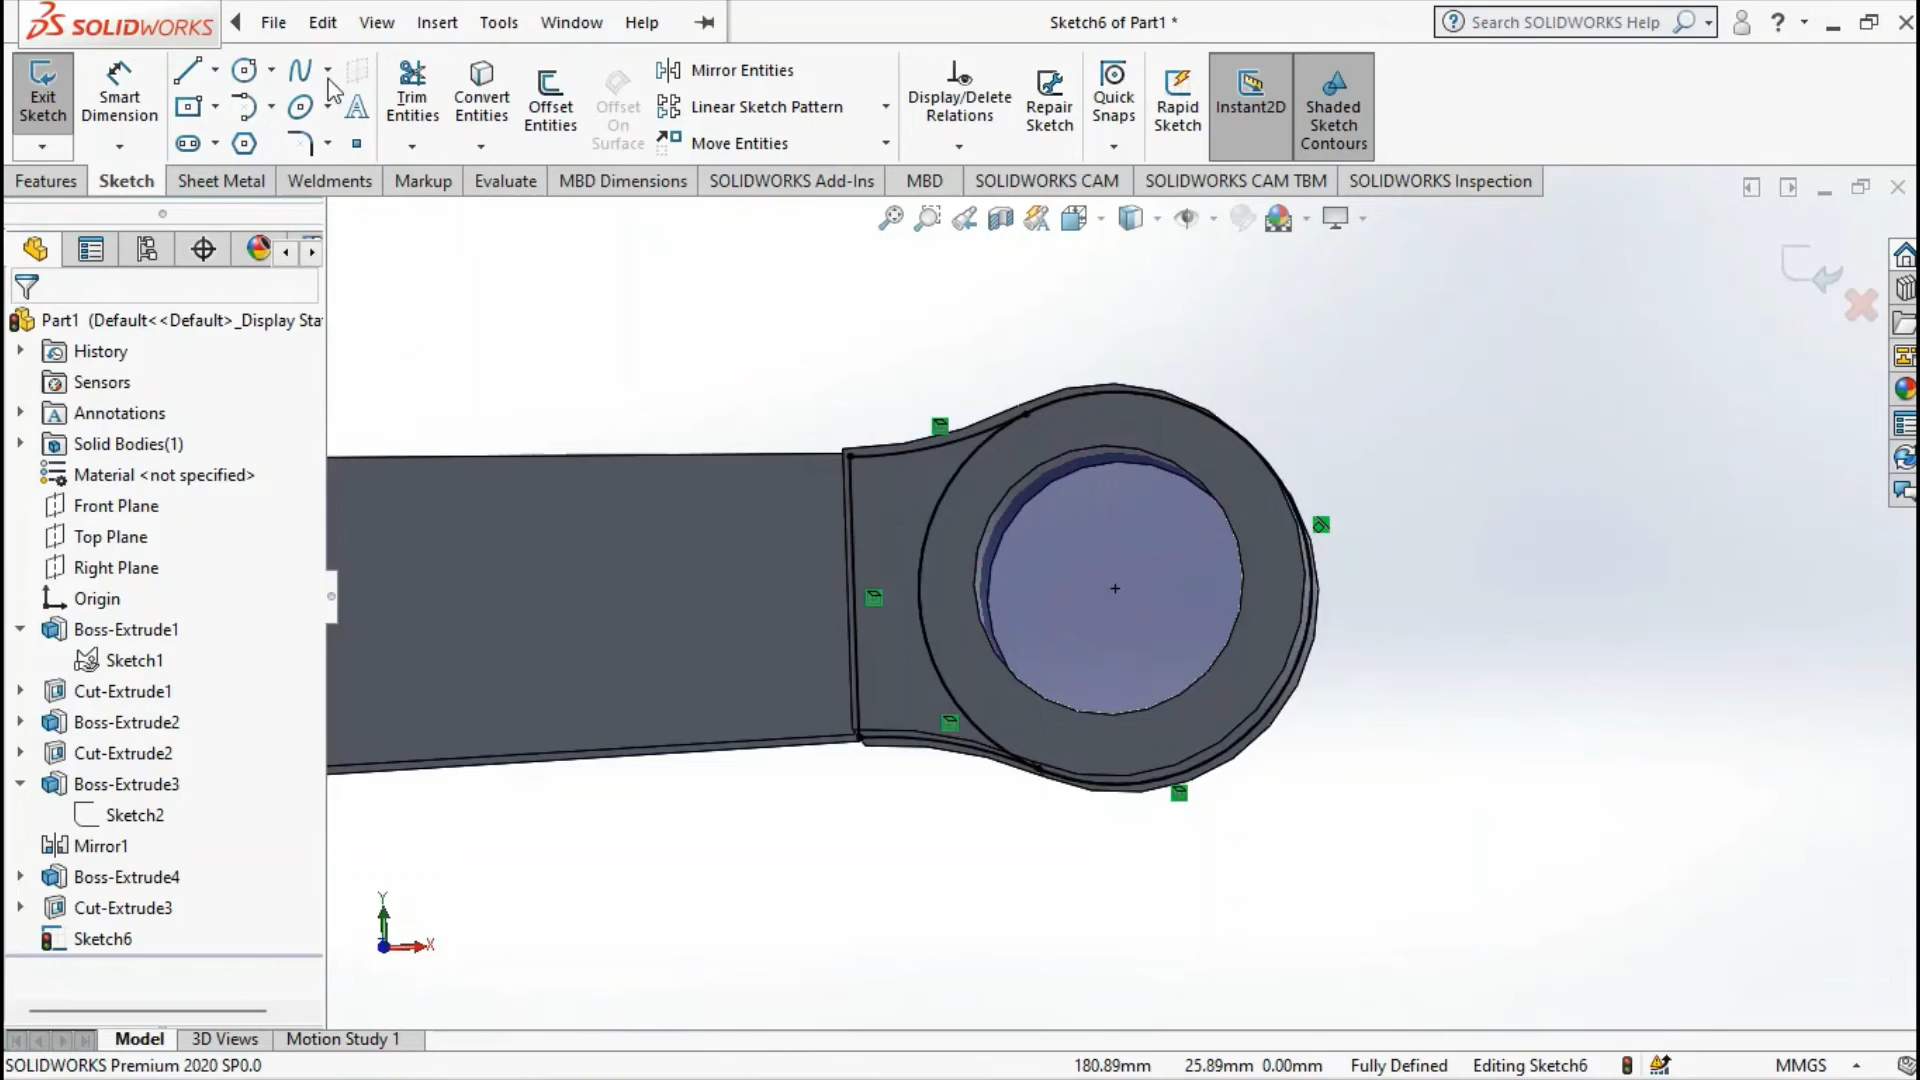 SOLIDWORKS File Edit View Insert Tools Window Help Sketch6 of Part1 * Search SOLIDWORKS Help ?
Exit Sketch
Smart Dimension
Trim Entities
Convert Entities
Offset Entities
Offset On Surface
Mirror Entities
Linear Sketch Pattern
Move Entities
Display/Delete Relations
Repair Sketch
Quick Snaps
Rapid Sketch
Instant2D
Shaded Sketch Contours
Features Sketch Sheet Metal Weldments Markup Evaluate MBD Dimensions SOLIDWORKS Add-Ins MBD SOLIDWORKS CAM SOLIDWORKS CAM TBM SOLIDWORKS Inspection
Part1 (Default<<Default>_Display Sta
History
Sensors
Annotations
Solid Bodies(1)
Material <not specified>
Front Plane
Top Plane
Right Plane
Origin
Boss-Extrude1
Sketch1
Cut-Extrude1
Boss-Extrude2
Cut-Extrude2
Boss-Extrude3
Sketch2
Mirror1
Boss-Extrude4
Cut-Extrude3
Sketch6
Y
X
Model 3D Views Motion Study 1
SOLIDWORKS Premium 2020 SP0.0 180.89mm 25.89mm 0.00mm Fully Defined Editing Sketch6 MMGS